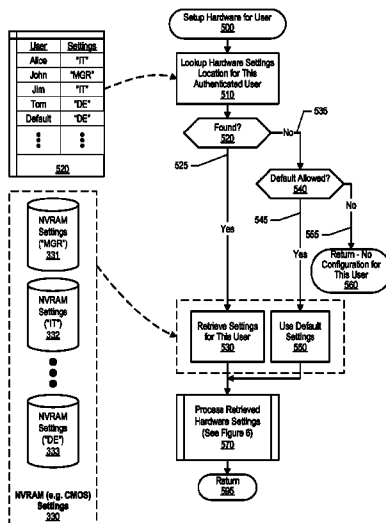 User Settings
Alice "IT"
John "MGR"
Jim "IT"
Tom "DE"
Default "DE"
520
NVRAM
Settings
("MGR")
331
NVRAM
Settings
("IT")
332
NVRAM
Settings
("DE")
333
NVRAM (e.g. CMOS)
Settings
330
Setup Hardware for User
500
Lookup Hardware Settings
Location for This
Authenticated User
510
Found?
520
No
535
525
Default Allowed?
540
545
No
555
Yes
Yes
Return - No
Configuration for
This User
560
Retrieve Settings
for This User
530
Use Default
Settings
550
Process Retrieved
Hardware Settings
(See Figure 6)
570
Return
595